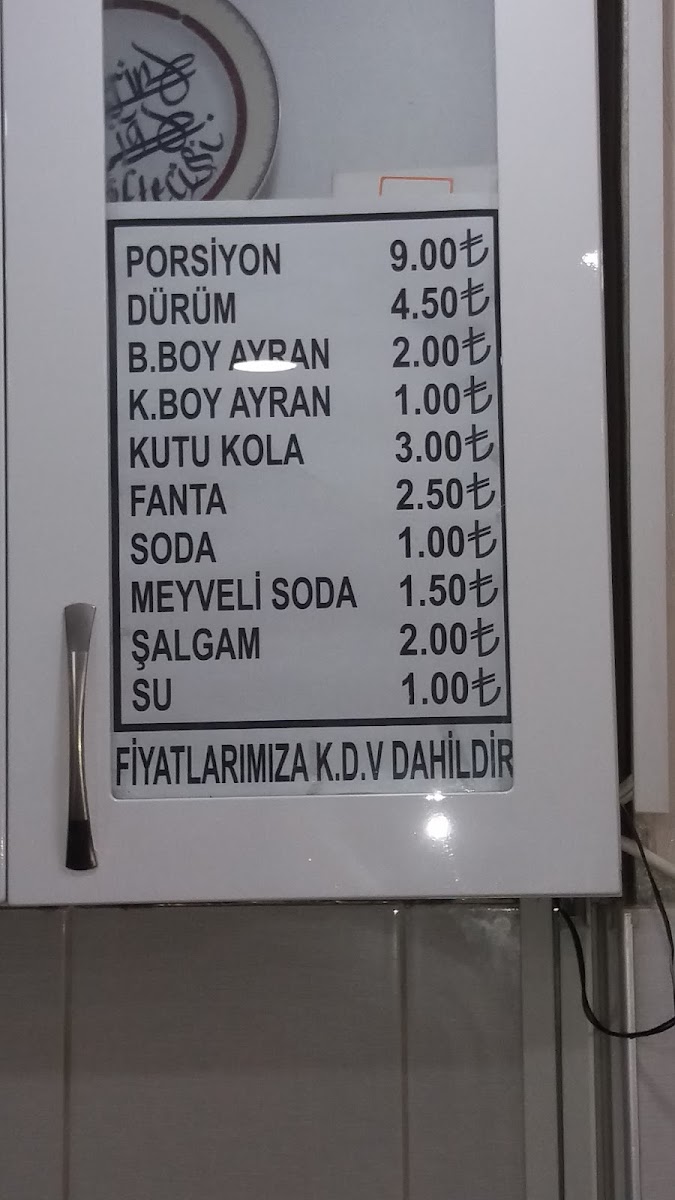 PORSİYON 9.00₺
DÜRÜM 4.50₺
B.BOY AYRAN 2.00₺
K.BOY AYRAN 1.00₺
KUTU KOLA 3.00₺
FANTA 2.50₺
SODA 1.00₺
MEYVELİ SODA 1.50₺
ŞALGAM 2.00₺
SU 1.00₺
FİYATLARIMIZA K.D.V DAHİLDİR